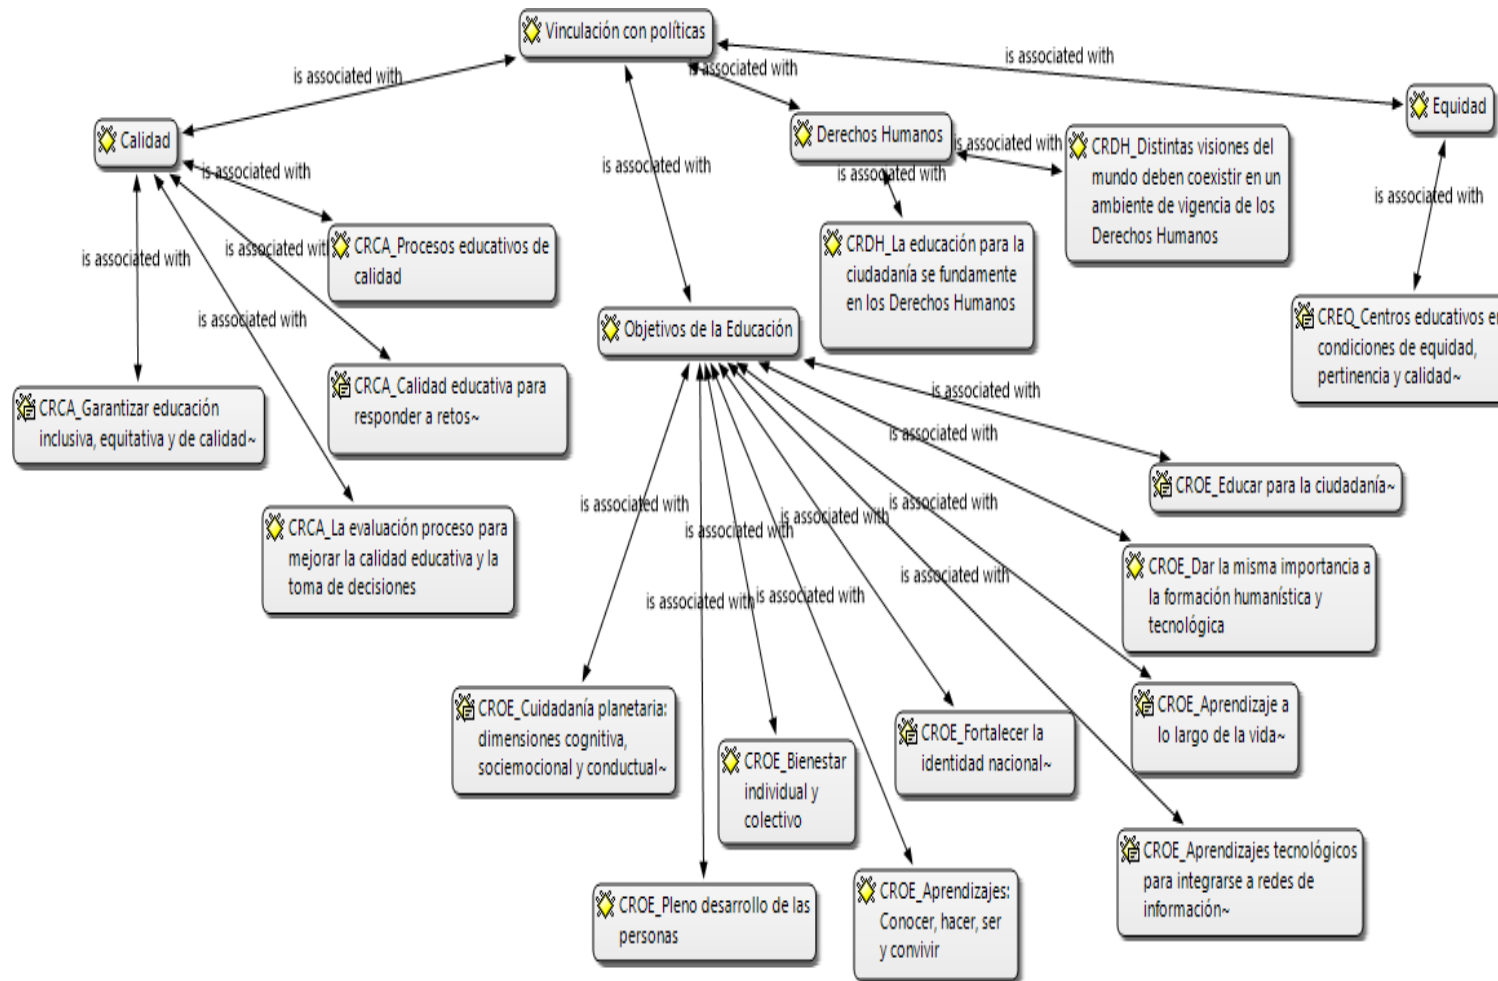 Vinculación con políticas
is associated with
is associated with
is associated with
Equidad
Calidad
Derechos Humanos
is associated with
CRDH_Distintas visiones del
mundo deben coexistir en un
ambiente de vigencia de los
Derechos Humanos
is associated with
is associated with
is associated with
is associated with
CRCA_Procesos educativos de
calidad
is associated with
is associated with
CRDH_La educación para la
ciudadanía se fundamente
en los Derechos Humanos
is associated with
Objetivos de la Educación
CREQ_Centros educativos en
condiciones de equidad,
pertinencia y calidad~
CRCA_Garantizar educación
inclusiva, equitativa y de calidad~
CRCA_Calidad educativa para
responder a retos~
is associated with
is associated with
CROE_Educar para la ciudadanía~
is associated with
is associated with
is associated with
is associated with
CRCA_La evaluación proceso para
mejorar la calidad educativa y la
toma de decisiones
CROE_Dar la misma importancia a
la formación humanística y
tecnológica
is associated with
is associated with
is associated with
CROE_Cuidadanía planetaria:
dimensiones cognitiva,
sociemocional y conductual~
CROE_Bienestar
individual y
colectivo
CROE_Fortalecer la
identidad nacional~
CROE_Aprendizaje a
lo largo de la vida~
CROE_Pleno desarrollo de las
personas
CROE_Aprendizajes:
Conocer, hacer, ser
y convivir
CROE_Aprendizajes tecnológicos
para integrarse a redes de
información~